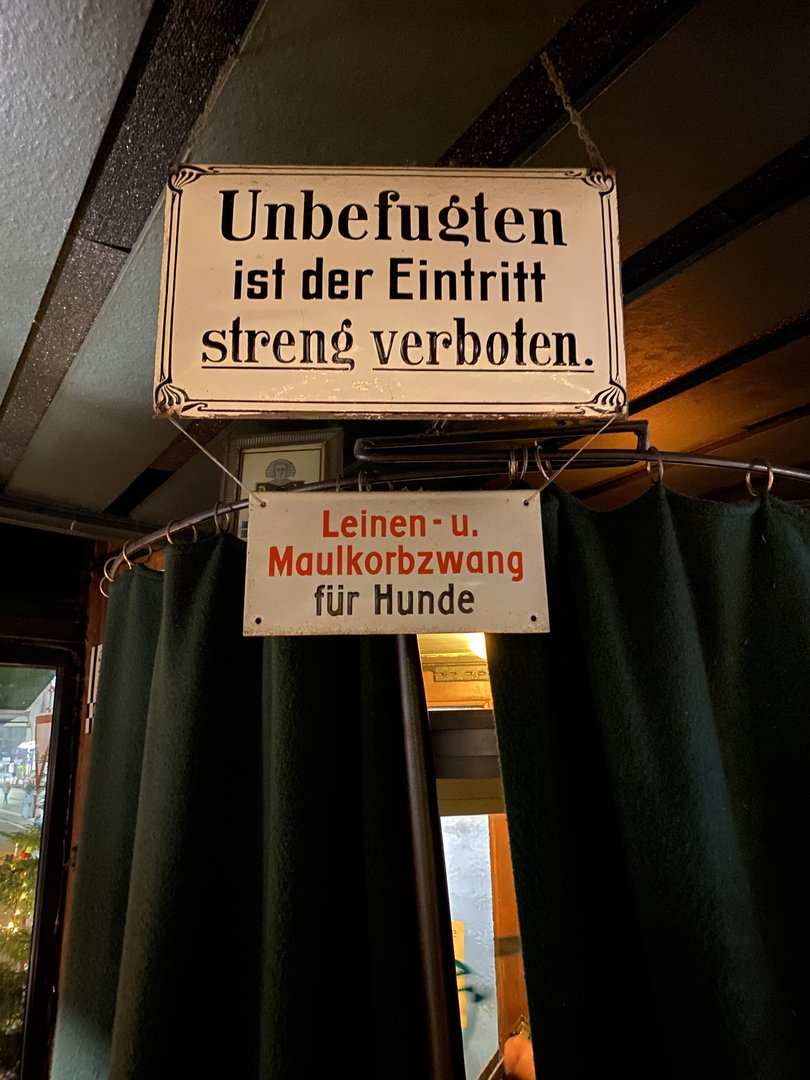 Unbefugten
ist der Eintritt
streng verboten.
Leinen - u.
Maulkorbzwang
für Hunde